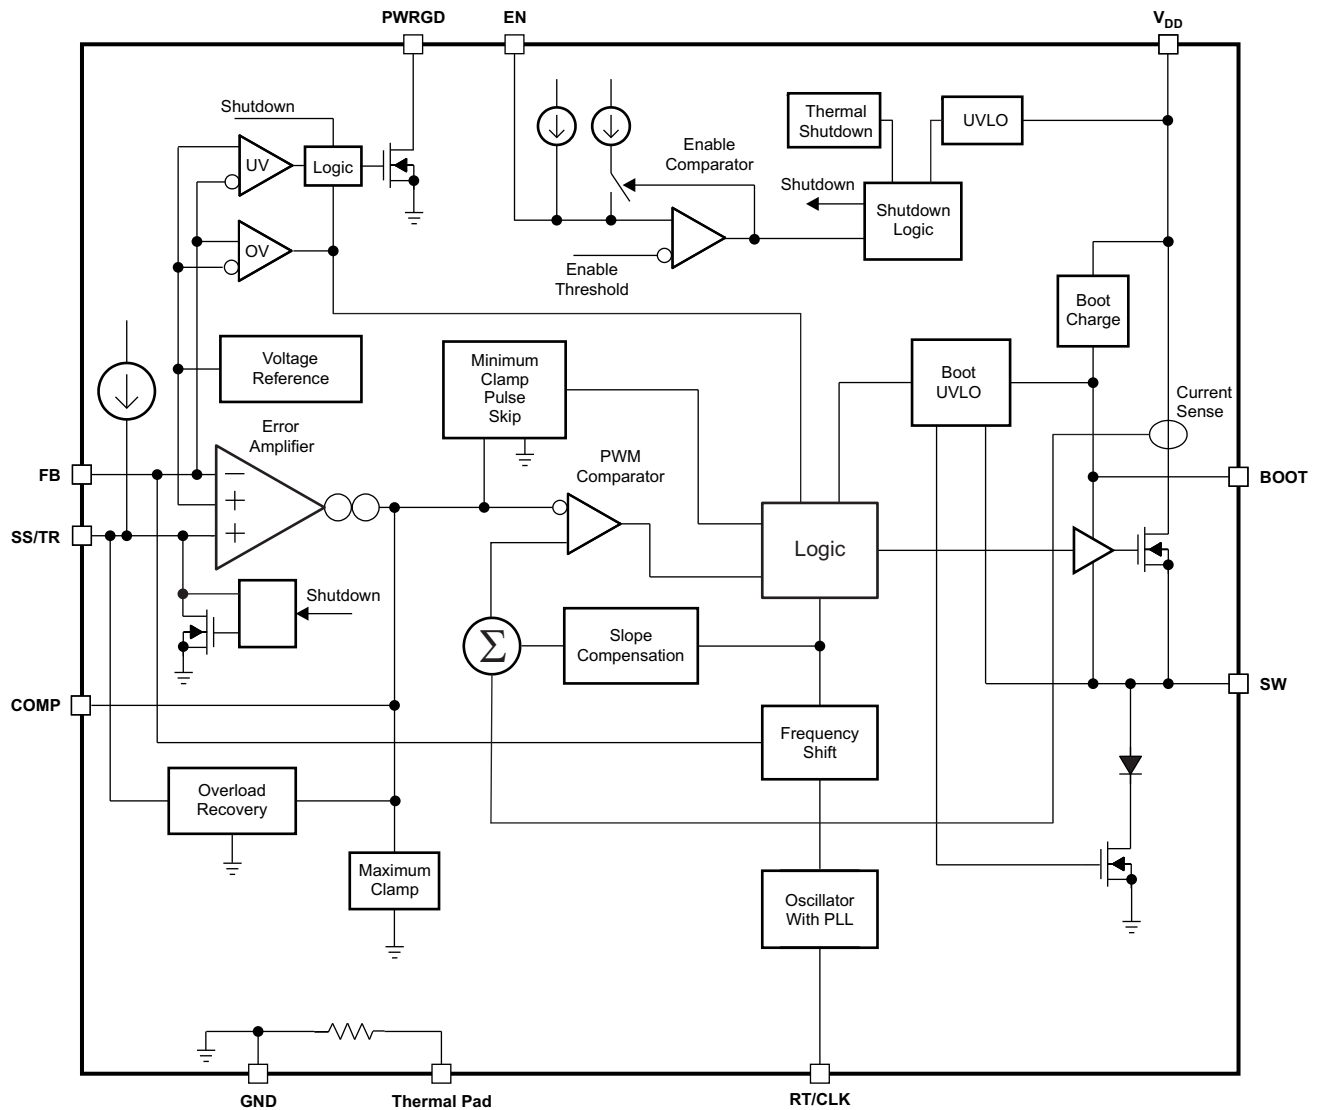 PWRGD
EN
VDD
Shutdown
UV
Logic
OV
Enable
Comparator
Enable
Threshold
Thermal
Shutdown
UVLO
Shutdown
Shutdown
Logic
Boot
Charge
Voltage
Reference
Minimum
Clamp
Pulse
Skip
Boot
UVLO
Current
Sense
Error
Amplifier
PWM
Comparator
FB
−
+
+
SS/TR
BOOT
Logic
Shutdown
Σ
Slope
Compensation
SW
COMP
Frequency
Shift
Overload
Recovery
Maximum
Clamp
Oscillator
With PLL
GND
Thermal Pad
RT/CLK